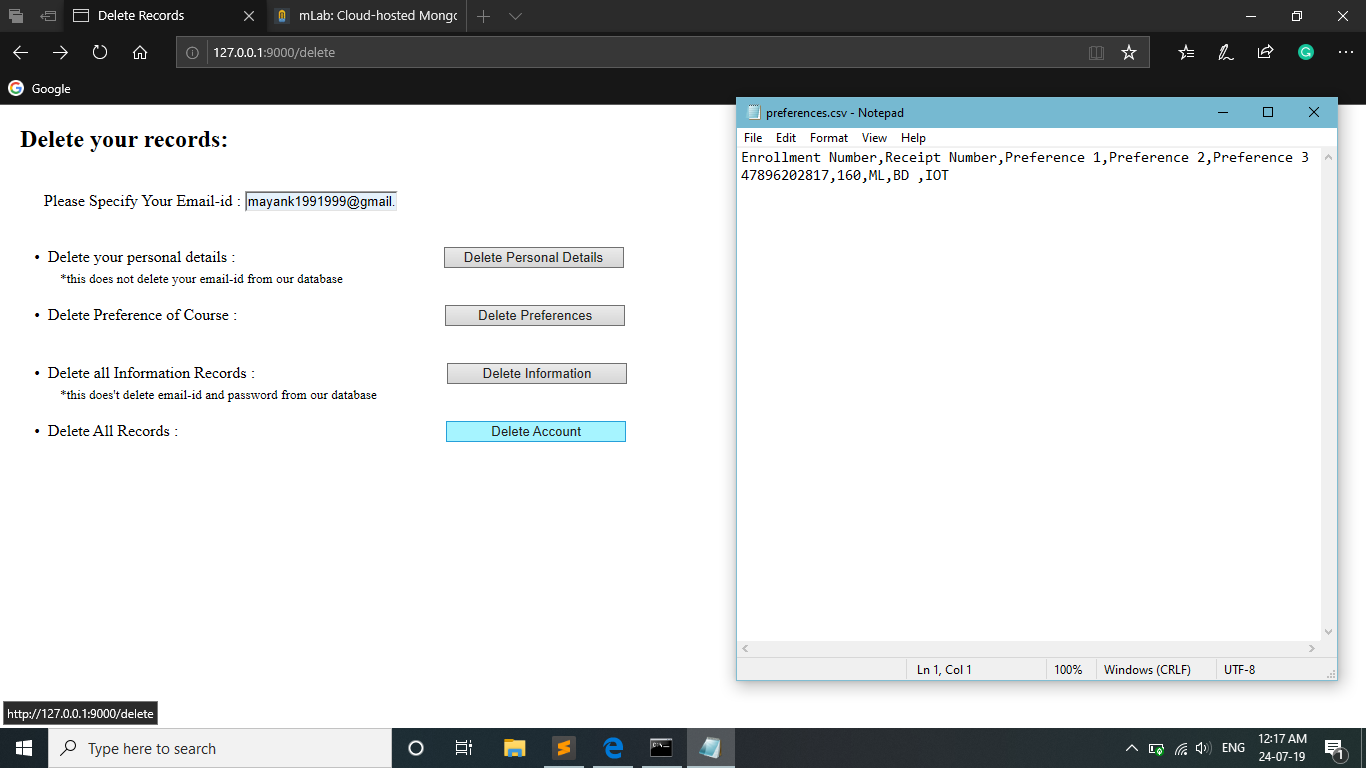 Delete Records
mLab: Cloud-hosted Mongo
127.0.0.1:9000/delete
Google
Delete your records:
Please Specify Your Email-id : mayank1991999@gmail.
• Delete your personal details : Delete Personal Details
*this does not delete your email-id from our database
• Delete Preference of Course : Delete Preferences
• Delete all Information Records : Delete Information
*this does't delete email-id and password from our database
• Delete All Records : Delete Account
http://127.0.0.1:9000/delete
preferences.csv - Notepad
File Edit Format View Help
Enrollment Number,Receipt Number,Preference 1,Preference 2,Preference 3
47896202817,160,ML,BD ,IOT
Ln 1, Col 1 100% Windows (CRLF) UTF-8
Type here to search
ENG
12:17 AM
24-07-19
1